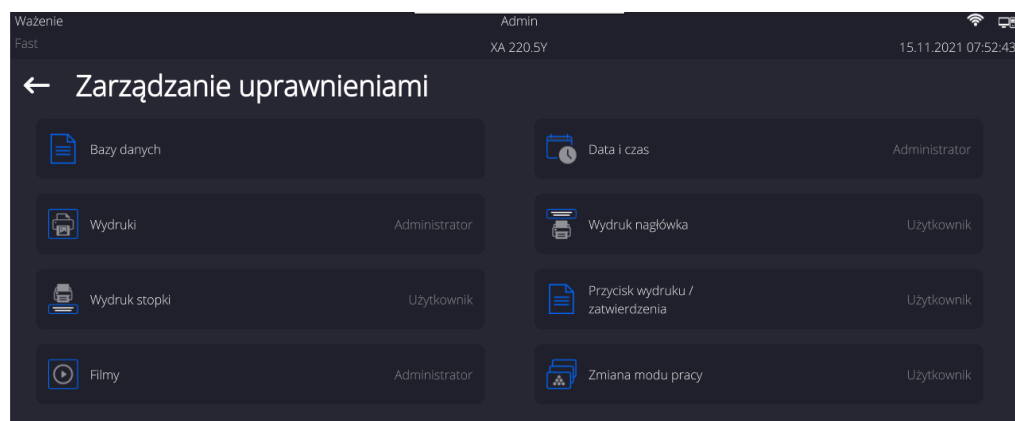 Ważenie Admin
Fast XA 220.5Y 15.11.2021 07:52:43
Zarządzanie uprawnieniami
Bazy danych
Data i czas Administrator
Wydruki Administrator
Wydruk nagłówka Użytkownik
Wydruk stopki Użytkownik
Przycisk wydruku /
zatwierdzenia Użytkownik
Filmy Administrator
Zmiana modu pracy Użytkownik